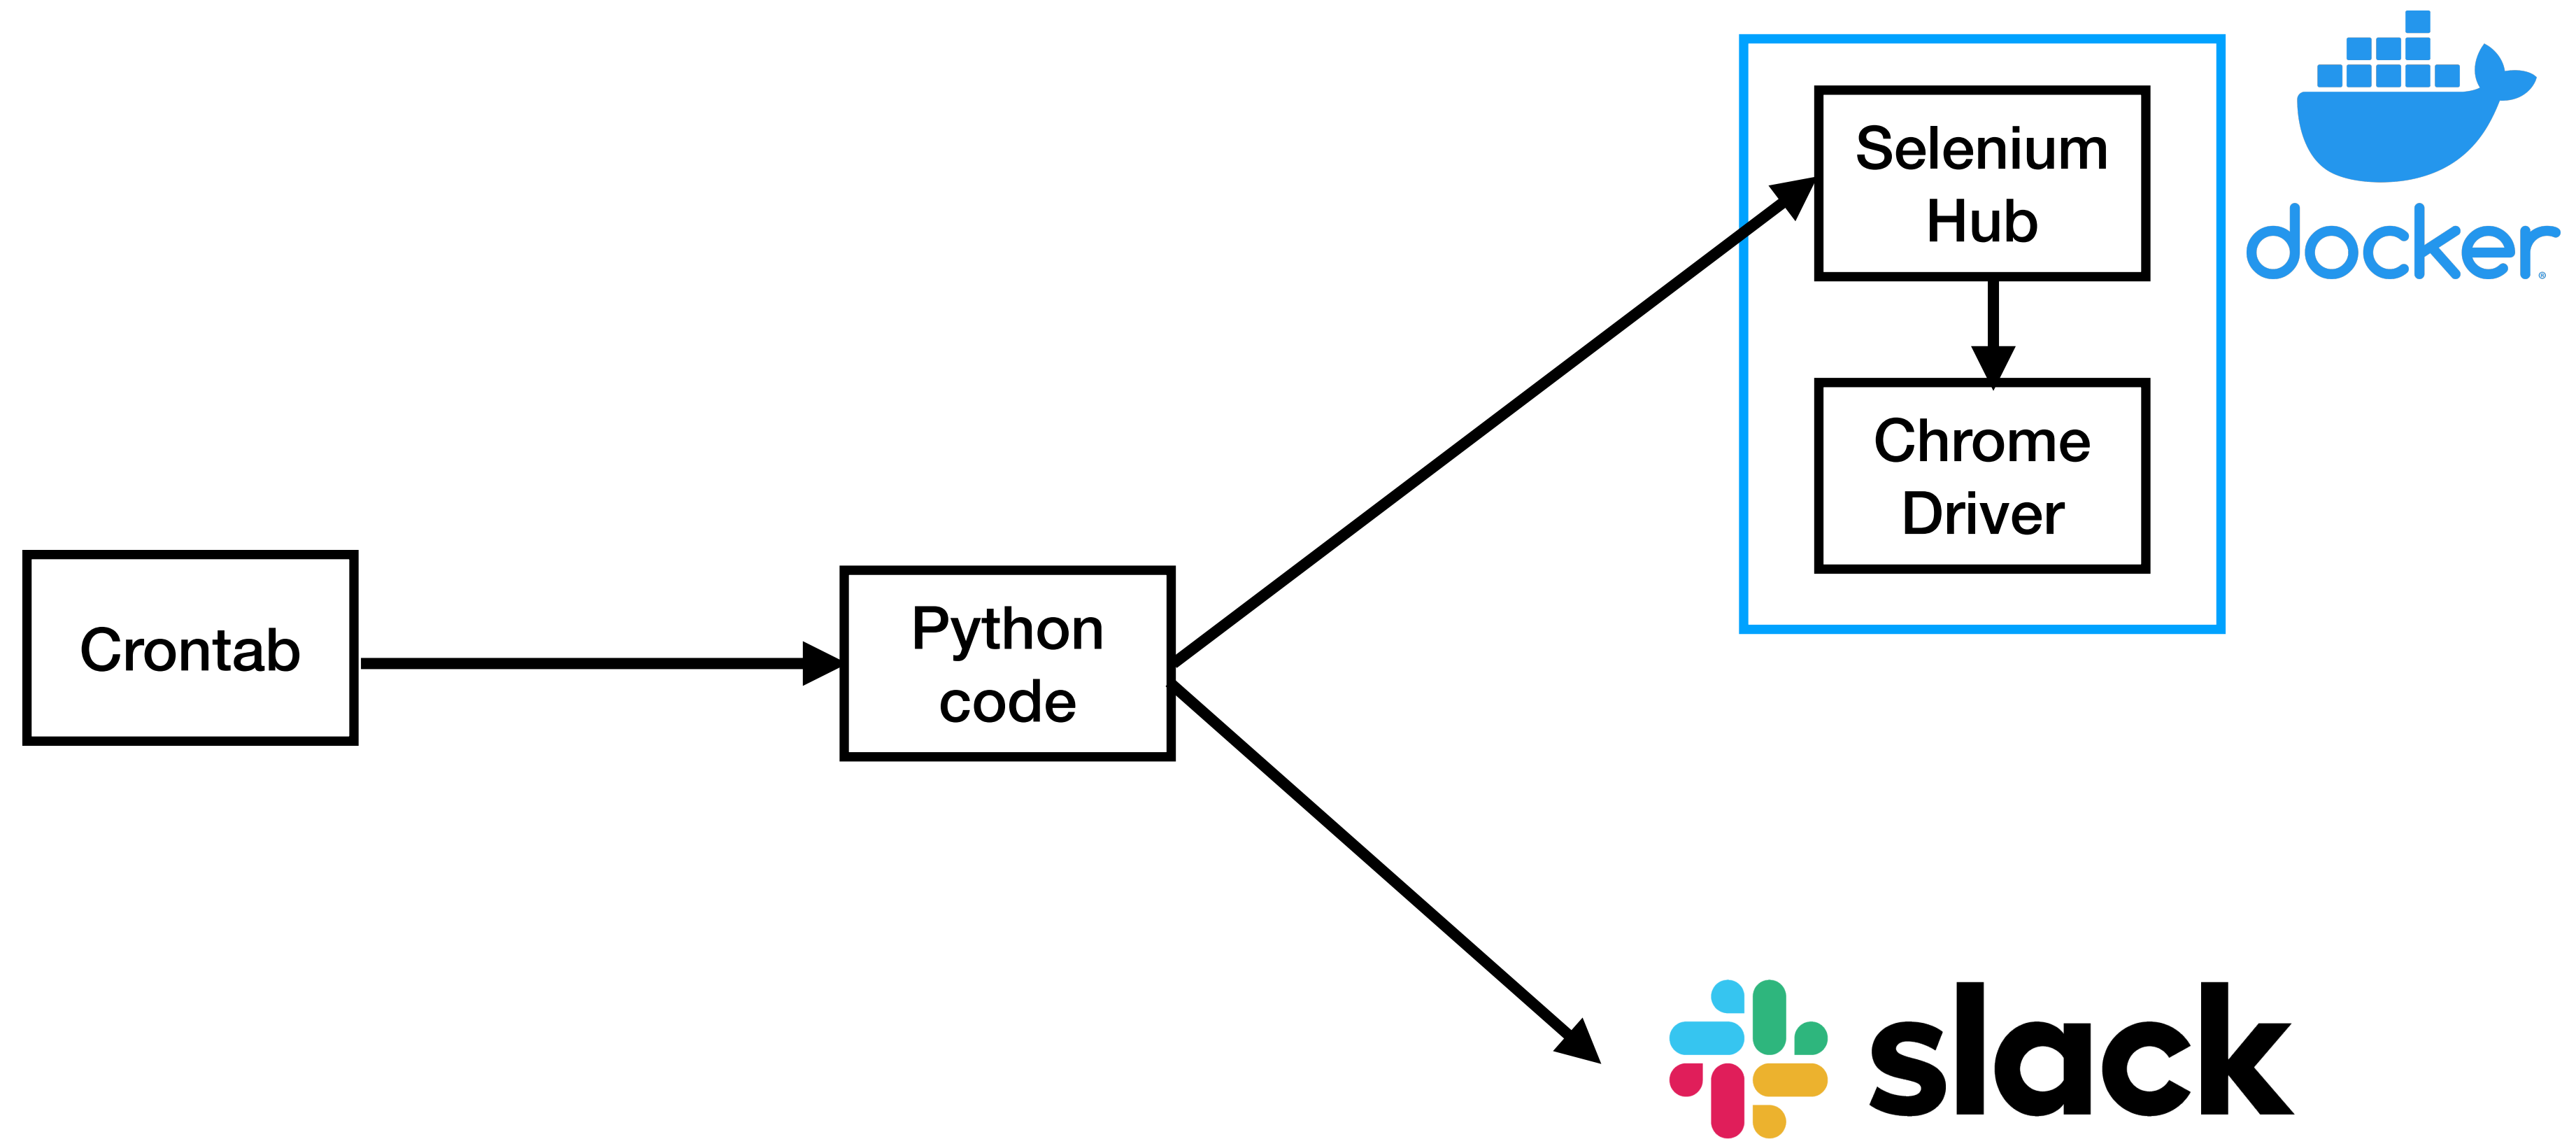 Selenium
Hub
docker
Chrome
Driver
Crontab
Python
code
slack